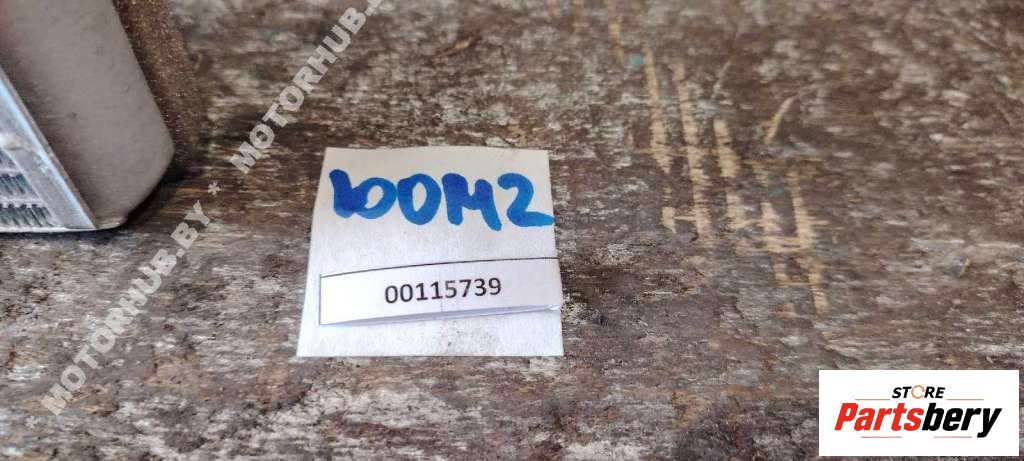 MOTORHUB.BY * MOTORHUB.BY
100M2
00115739
STORE
Partsbery